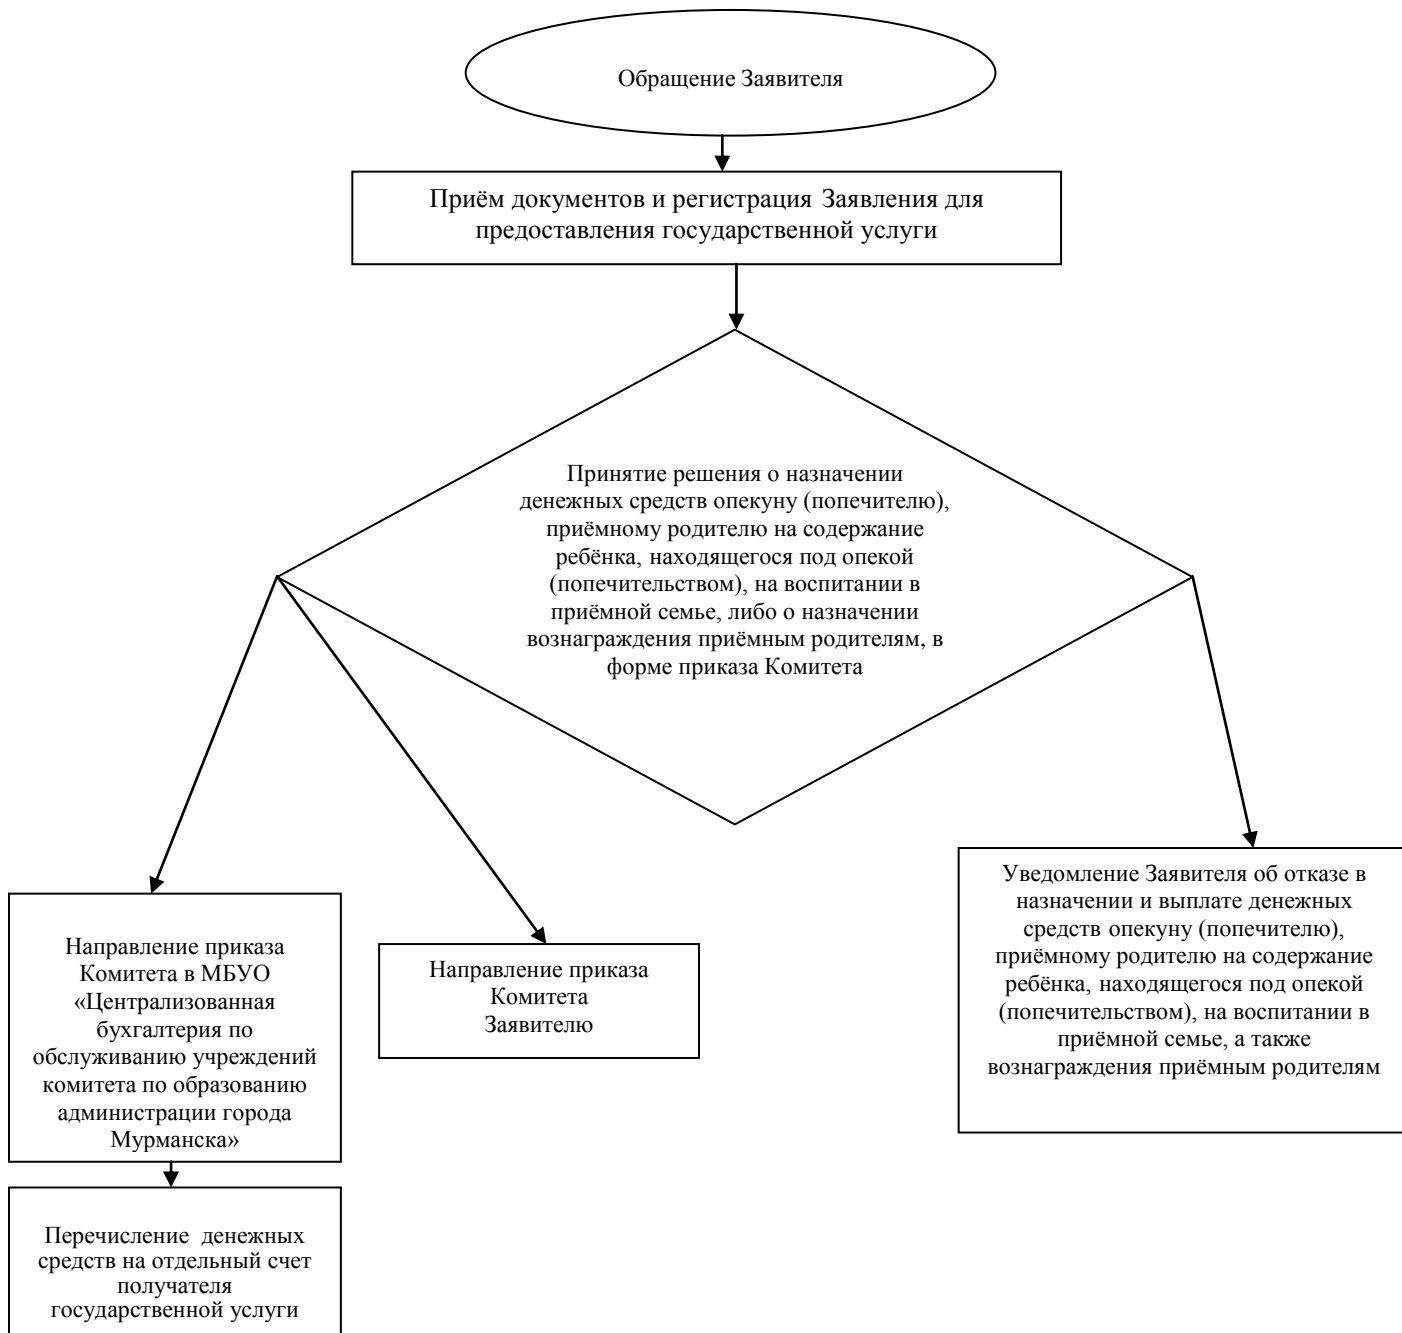 Обращение Заявителя
Приём документов и регистрация Заявления для
предоставления государственной услуги
Принятие решения о назначении
денежных средств опекуну (попечителю),
приёмному родителю на содержание
ребёнка, находящегося под опекой
(попечительством), на воспитании в
приёмной семье, либо о назначении
вознаграждения приёмным родителям, в
форме приказа Комитета
Направление приказа
Комитета в МБУО
«Централизованная
бухгалтерия по
обслуживанию учреждений
комитета по образованию
администрации города
Мурманска»
Направление приказа
Комитета
Заявителю
Уведомление Заявителя об отказе в
назначении и выплате денежных
средств опекуну (попечителю),
приёмному родителю на содержание
ребёнка, находящегося под опекой
(попечительством), на воспитании в
приёмной семье, а также
вознаграждения приёмным родителям
Перечисление денежных
средств на отдельный счет
получателя
государственной услуги